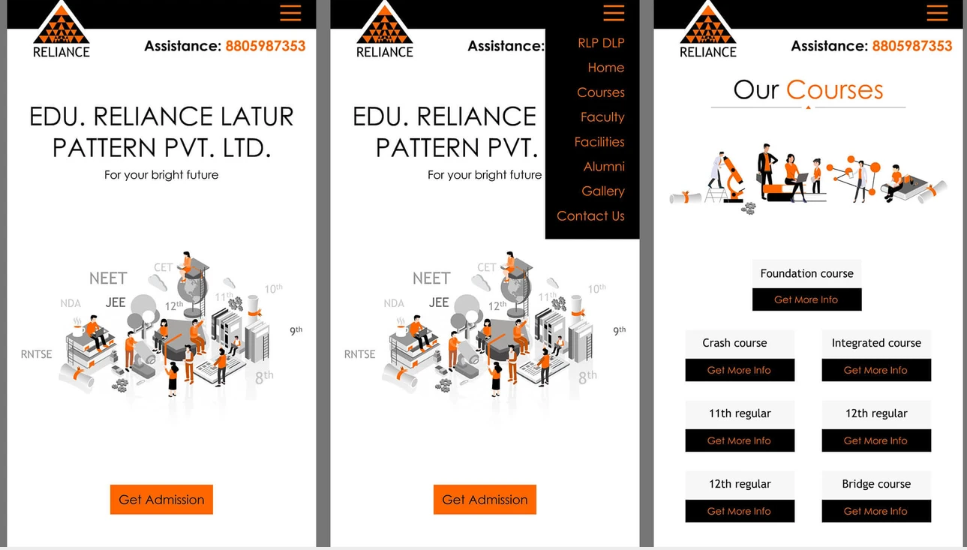 RELIANCE
Assistance: 8805987353
EDU. RELIANCE LATUR
PATTERN PVT. LTD.
For your bright future
NEET
CET
NDA
JEE
12th
11th
10th
9th
RNTSE
8th
Get Admission
RELIANCE
Assistance:
RLP DLP
Home
Courses
Faculty
Facilities
Alumni
Gallery
Contact Us
EDU. RELIANCE
PATTERN PVT.
For your bright future
NEET
CET
NDA
JEE
12th
11th
10th
9th
RNTSE
8th
Get Admission
RELIANCE
Assistance: 8805987353
Our Courses
Foundation course
Get More Info
Crash course
Integrated course
Get More Info
Get More Info
11th regular
12th regular
Get More Info
Get More Info
12th regular
Bridge course
Get More Info
Get More Info